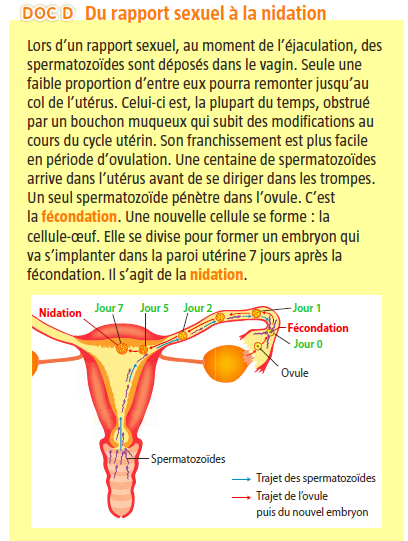 DOC D Du rapport sexuel à la nidation
Lors d'un rapport sexuel, au moment de l'éjaculation, des
spermatozoïdes sont déposés dans le vagin. Seule une
faible proportion d'entre eux pourra remonter jusqu'au
col de l'utérus. Celui-ci est, la plupart du temps, obstrué
par un bouchon muqueux qui subit des modifications au
cours du cycle utérin. Son franchissement est plus facile
en période d'ovulation. Une centaine de spermatozoïdes
arrive dans l'utérus avant de se diriger dans les trompes.
Un seul spermatozoïde pénètre dans l'ovule. C'est
la fécondation. Une nouvelle cellule se forme : la
cellule-œuf. Elle se divise pour former un embryon qui
va s'implanter dans la paroi utérine 7 jours après la
fécondation. Il s'agit de la nidation.
Nidation
Jour 7
Jour 5
Jour 2
Jour 1
Fécondation
Jour 0
Ovule
Spermatozoïdes
Trajet des spermatozoïdes
Trajet de l'ovule
puis du nouvel embryon